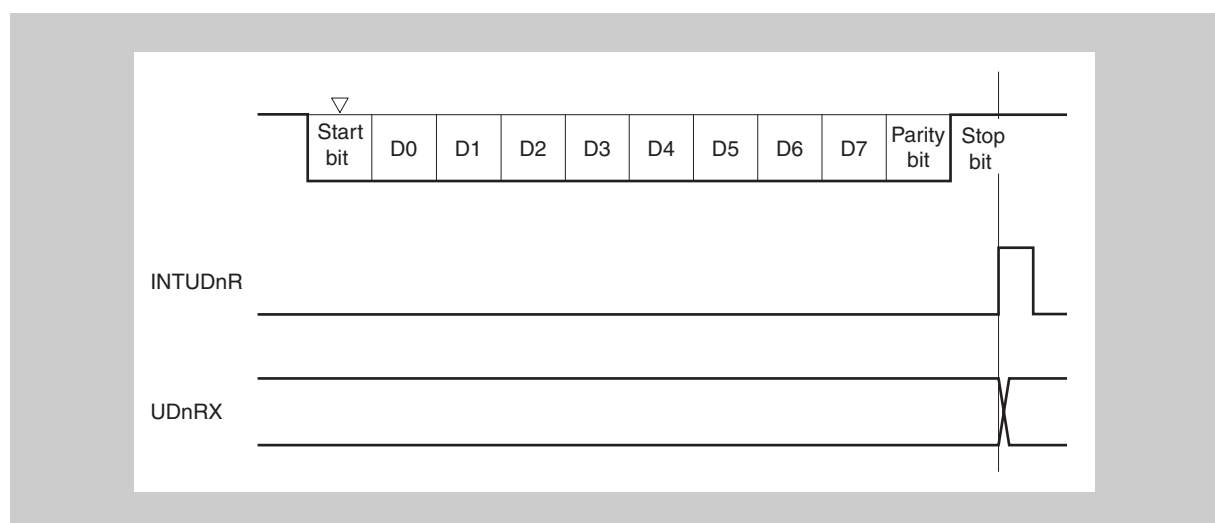 Start bit D0 D1 D2 D3 D4 D5 D6 D7 Parity bit Stop bit
INTUDnR
UDnRX